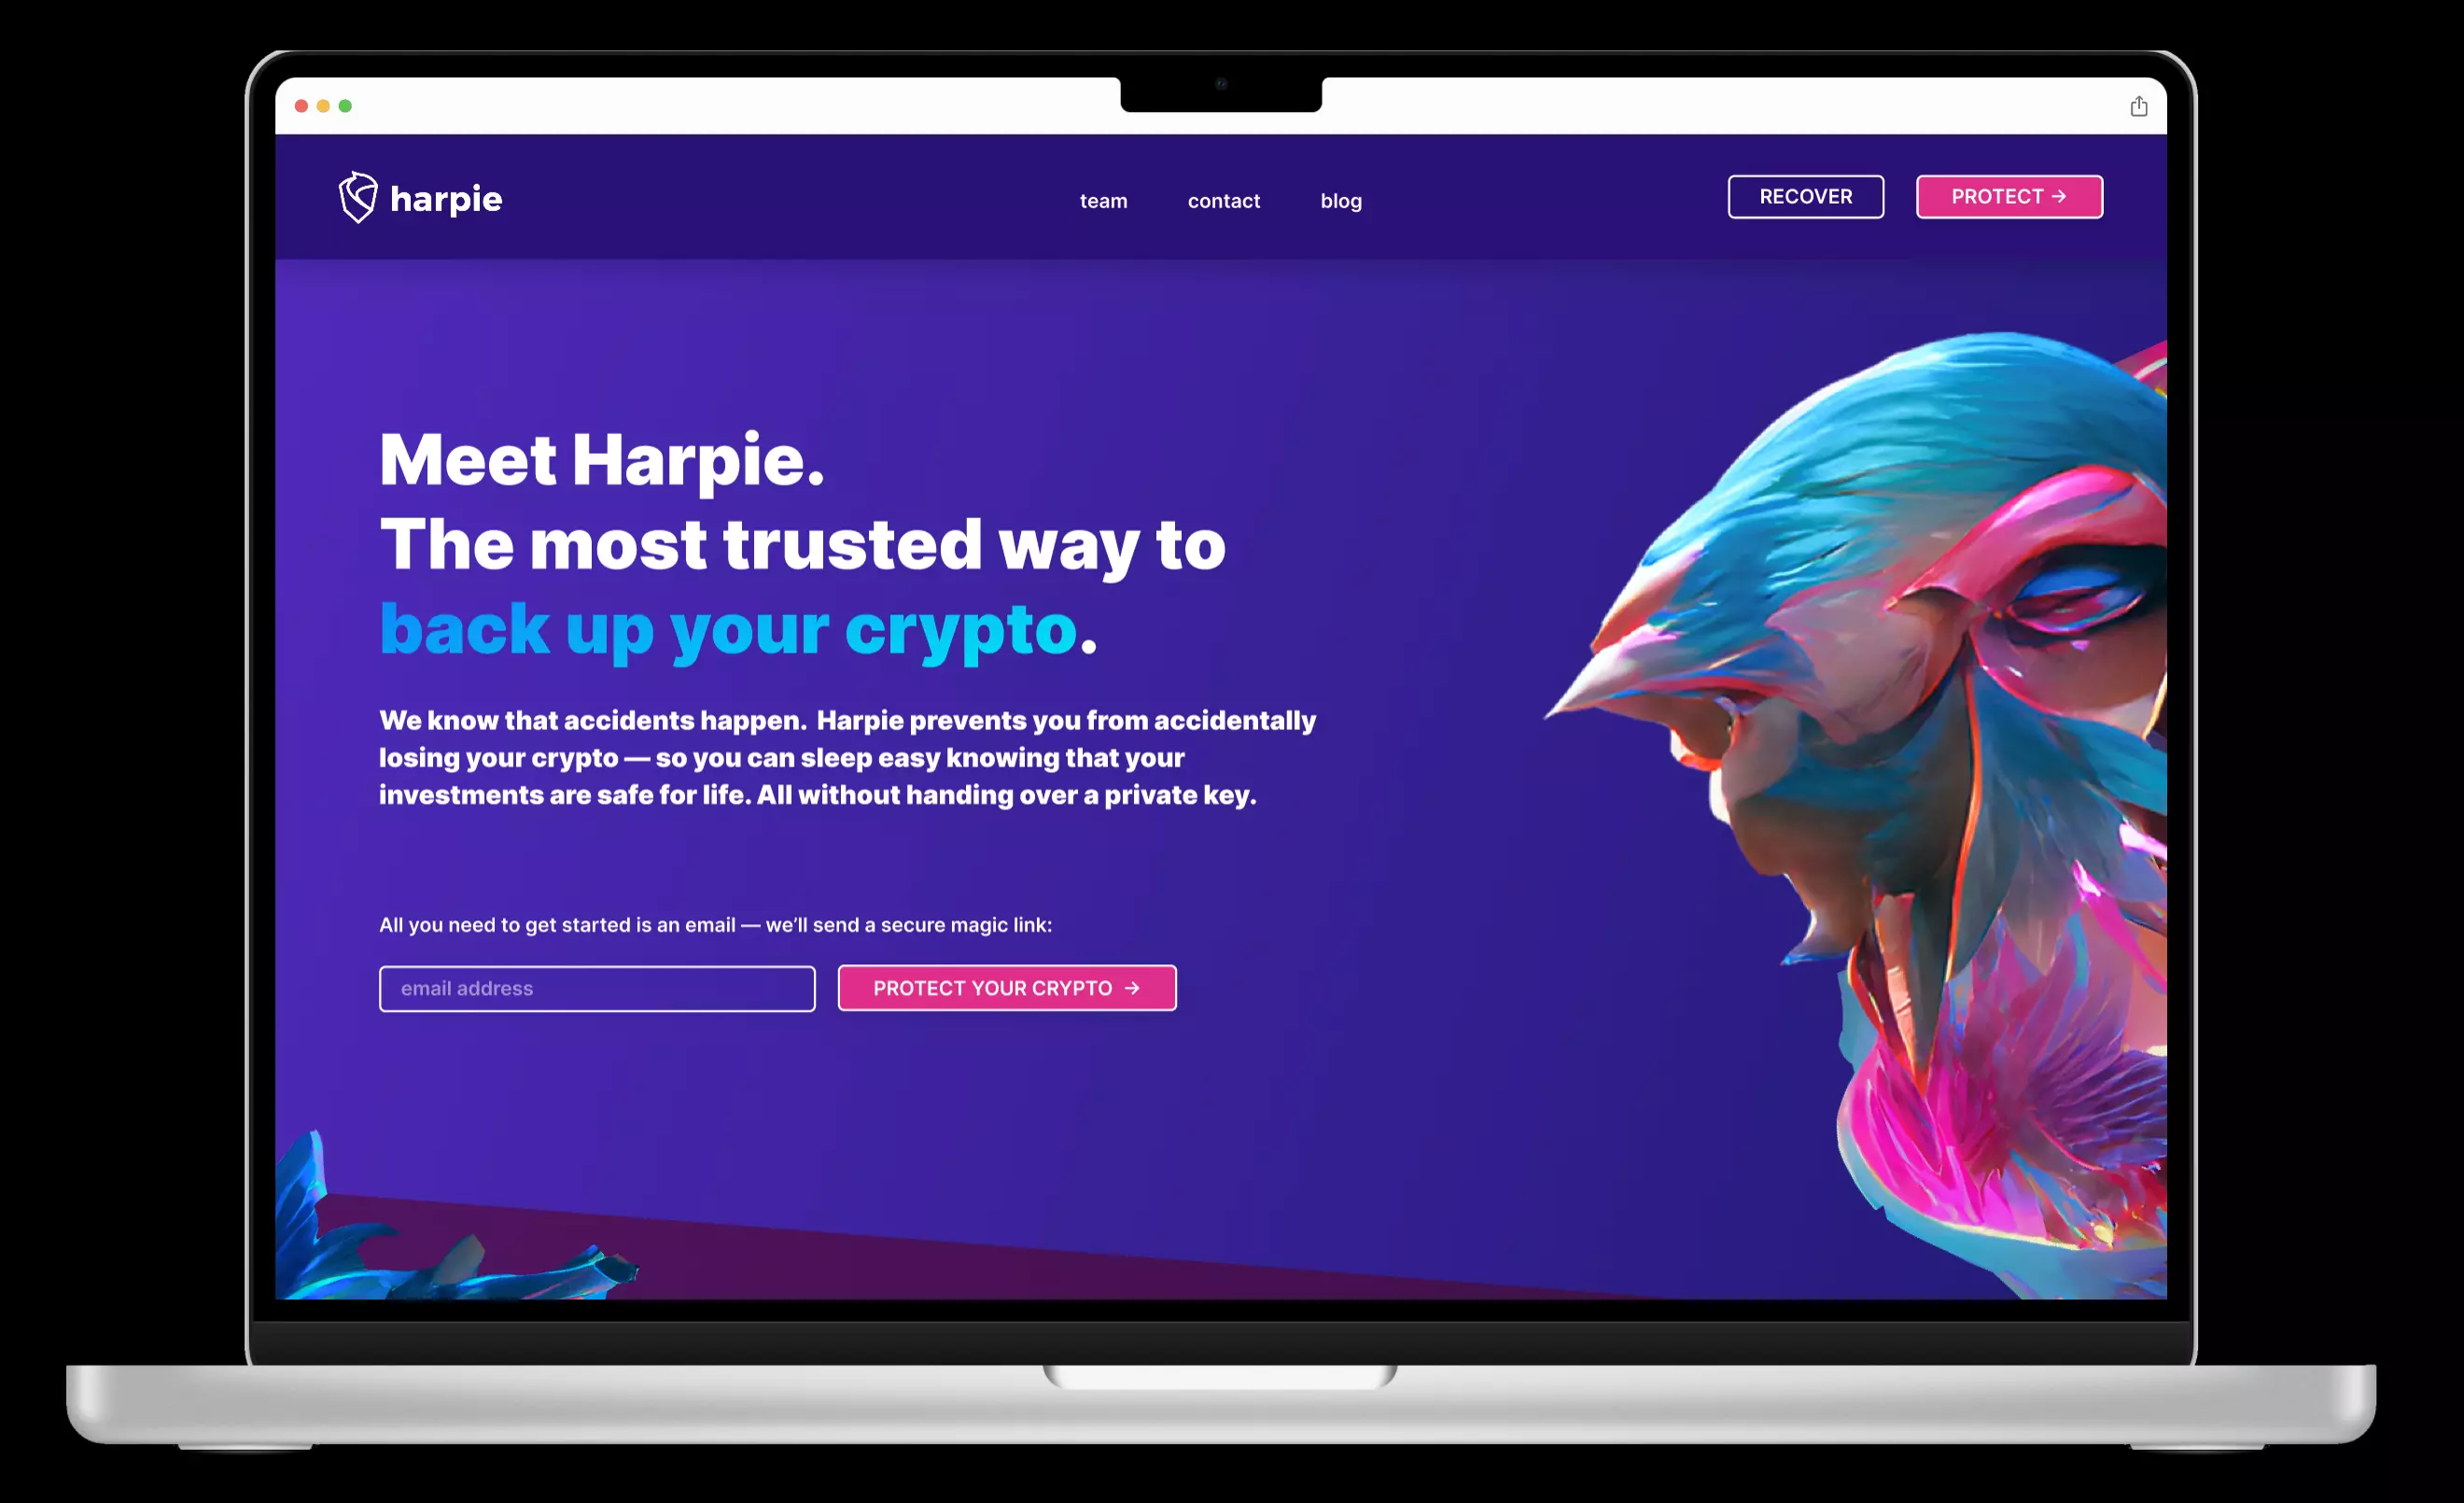 harpie
team
contact
blog
RECOVER
PROTECT →
Meet Harpie.
The most trusted way to
back up your crypto.
We know that accidents happen.  Harpie prevents you from accidentally
losing your crypto — so you can sleep easy knowing that your
investments are safe for life. All without handing over a private key.
All you need to get started is an email — we'll send a secure magic link:
email address
PROTECT YOUR CRYPTO →